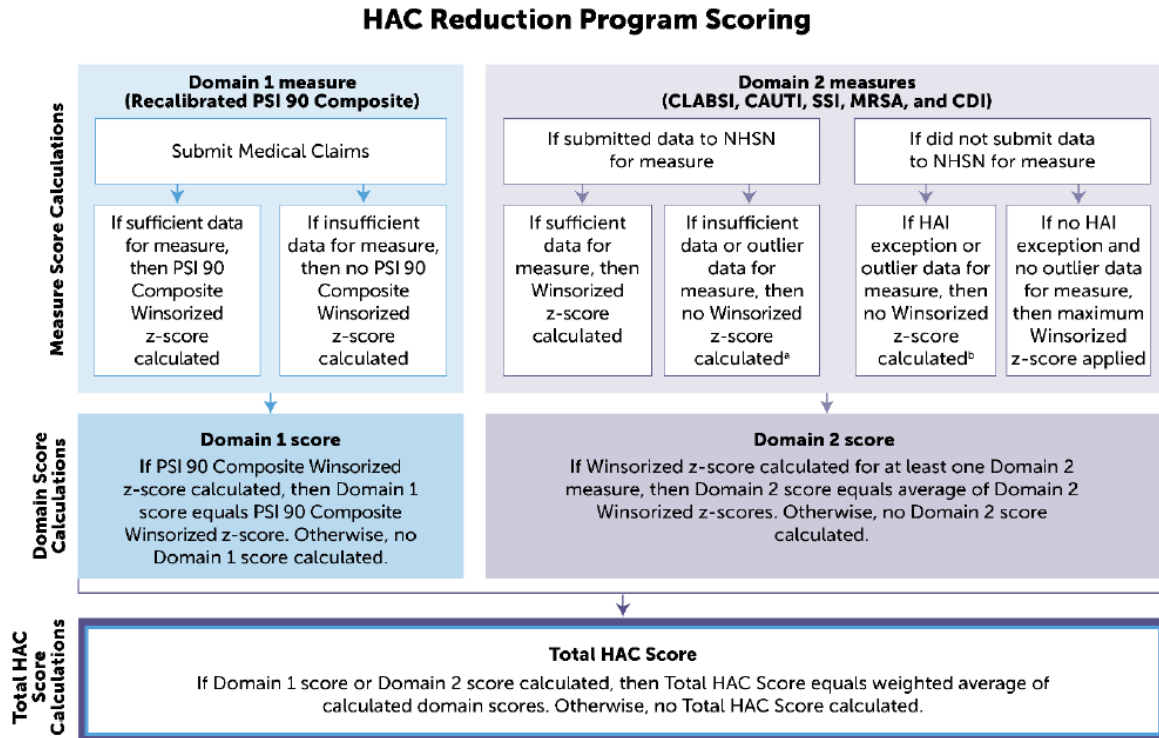 HAC Reduction Program Scoring
Measure Score Calculations
Domain 1 measure
(Recalibrated PSI 90 Composite)
Submit Medical Claims
If sufficient data
for measure,
then PSI 90
Composite
Winsorized
z-score
calculated
If insufficient
data for measure,
then no PSI 90
Composite
Winsorized
z-score
calculated
Domain 2 measures
(CLABSI, CAUTI, SSI, MRSA, and CDI)
If submitted data to NHSN
for measure
If sufficient
data for
measure, then
Winsorized
z-score
calculated
If insufficient
data or outlier
data for
measure, then
no Winsorized
z-score
calculatedᵃ
If did not submit data
to NHSN for measure
If HAI
exception or
outlier data for
measure, then
no Winsorized
z-score
calculatedᵇ
If no HAI
exception and
no outlier data
for measure,
then maximum
Winsorized
z-score applied
Domain Score
Calculations
Domain 1 score
If PSI 90 Composite Winsorized
z-score calculated, then Domain 1
score equals PSI 90 Composite
Winsorized z-score. Otherwise, no
Domain 1 score calculated.
Domain 2 score
If Winsorized z-score calculated for at least one Domain 2
measure, then Domain 2 score equals average of Domain 2
Winsorized z-scores. Otherwise, no Domain 2 score
calculated.
Total HAC
Score
Calculations
Total HAC Score
If Domain 1 score or Domain 2 score calculated, then Total HAC Score equals weighted average of
calculated domain scores. Otherwise, no Total HAC Score calculated.